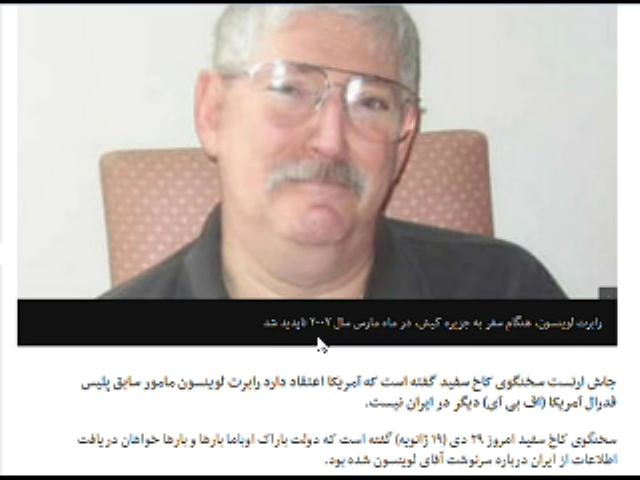 رابرت لوینسون، هنگام سفر به جزیره کیش، در ماه مارس سال ۲۰۰۷ ناپدید شد
جاش ارنست سخنگوی کاخ سفید گفته است که آمریکا اعتقاد دارد رابرت لوینسون مامور سابق پلیس
فدرال آمریکا (اف بی آی) دیگر در ایران نیست.
سخنگوی کاخ سفید امروز ۲۹ دی (۱۹ ژانویه) گفته است که دولت باراک اوباما بارها و بارها خواهان دریافت
اطلاعات از ایران درباره سرنوشت آقای لوینسون شده بود.